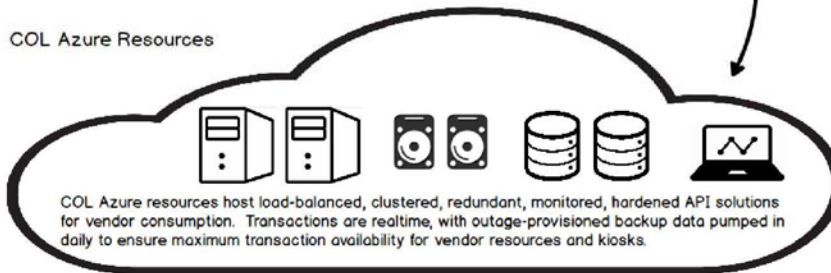 COL Azure Resources
COL Azure resources host load-balanced, clustered, redundant, monitored, hardened API solutions
for vendor consumption. Transactions are realtime, with outage-provisioned backup data pumped in
daily to ensure maximum transaction availability for vendor resources and kiosks.